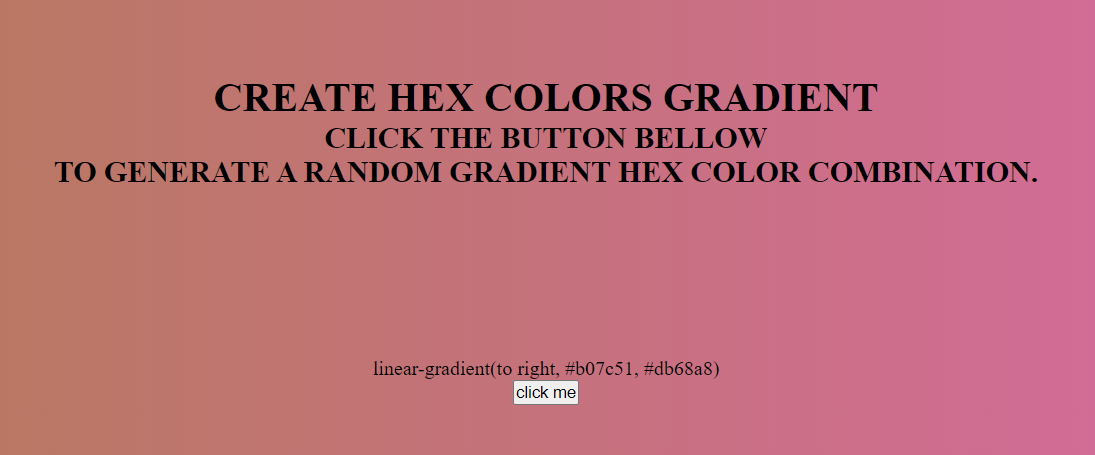 CREATE HEX COLORS GRADIENT
CLICK THE BUTTON BELLOW
TO GENERATE A RANDOM GRADIENT HEX COLOR COMBINATION.
linear-gradient(to right, #b07c51, #db68a8)
click me